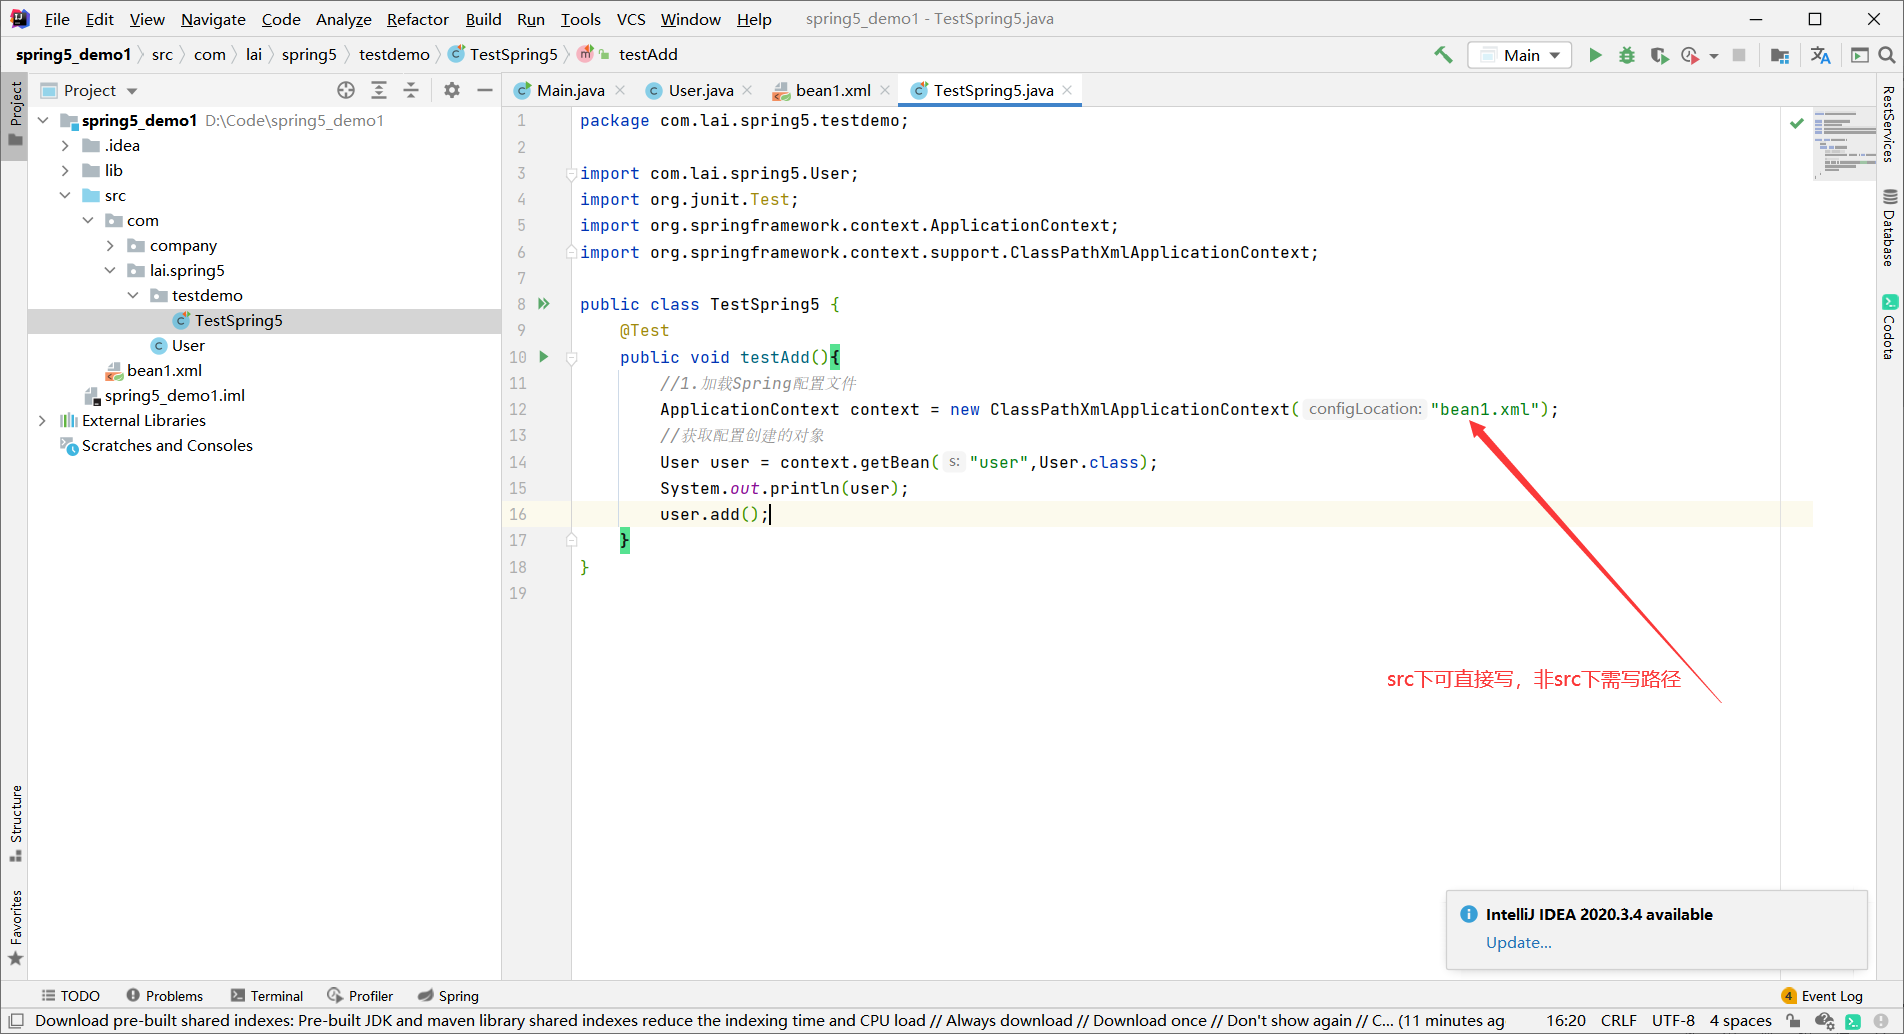 File Edit View Navigate Code Analyze Refactor Build Run Tools VCS Window Help spring5_demo1 - TestSpring5.java
spring5_demo1 src com lai spring5 testdemo TestSpring5 testAdd Main
Project
Main.java User.java bean1.xml TestSpring5.java
Project
Structure
Favorites
spring5_demo1 D:\Code\spring5_demo1
.idea
lib
src
com
company
lai.spring5
testdemo
TestSpring5
User
bean1.xml
spring5_demo1.iml
External Libraries
Scratches and Consoles
1 package com.lai.spring5.testdemo;
2
3 import com.lai.spring5.User;
4 import org.junit.Test;
5 import org.springframework.context.ApplicationContext;
6 import org.springframework.context.support.ClassPathXmlApplicationContext;
7
8 public class TestSpring5 {
9 @Test
10 public void testAdd(){
11 //1.加载Spring配置文件
12 ApplicationContext context = new ClassPathXmlApplicationContext( configLocation: "bean1.xml");
13 //获取配置创建的对象
14 User user = context.getBean( s: "user",User.class);
15 System.out.println(user);
16 user.add();
17 }
18 }
19
src下可直接写，非src下需写路径
RestServices
Database
Codota
IntelliJ IDEA 2020.3.4 available
Update...
TODO Problems Terminal Profiler Spring 4 Event Log
Download pre-built shared indexes: Pre-built JDK and maven library shared indexes reduce the indexing time and CPU load // Always download // Download once // Don't show again // C... (11 minutes ag 16:20 CRLF UTF-8 4 spaces